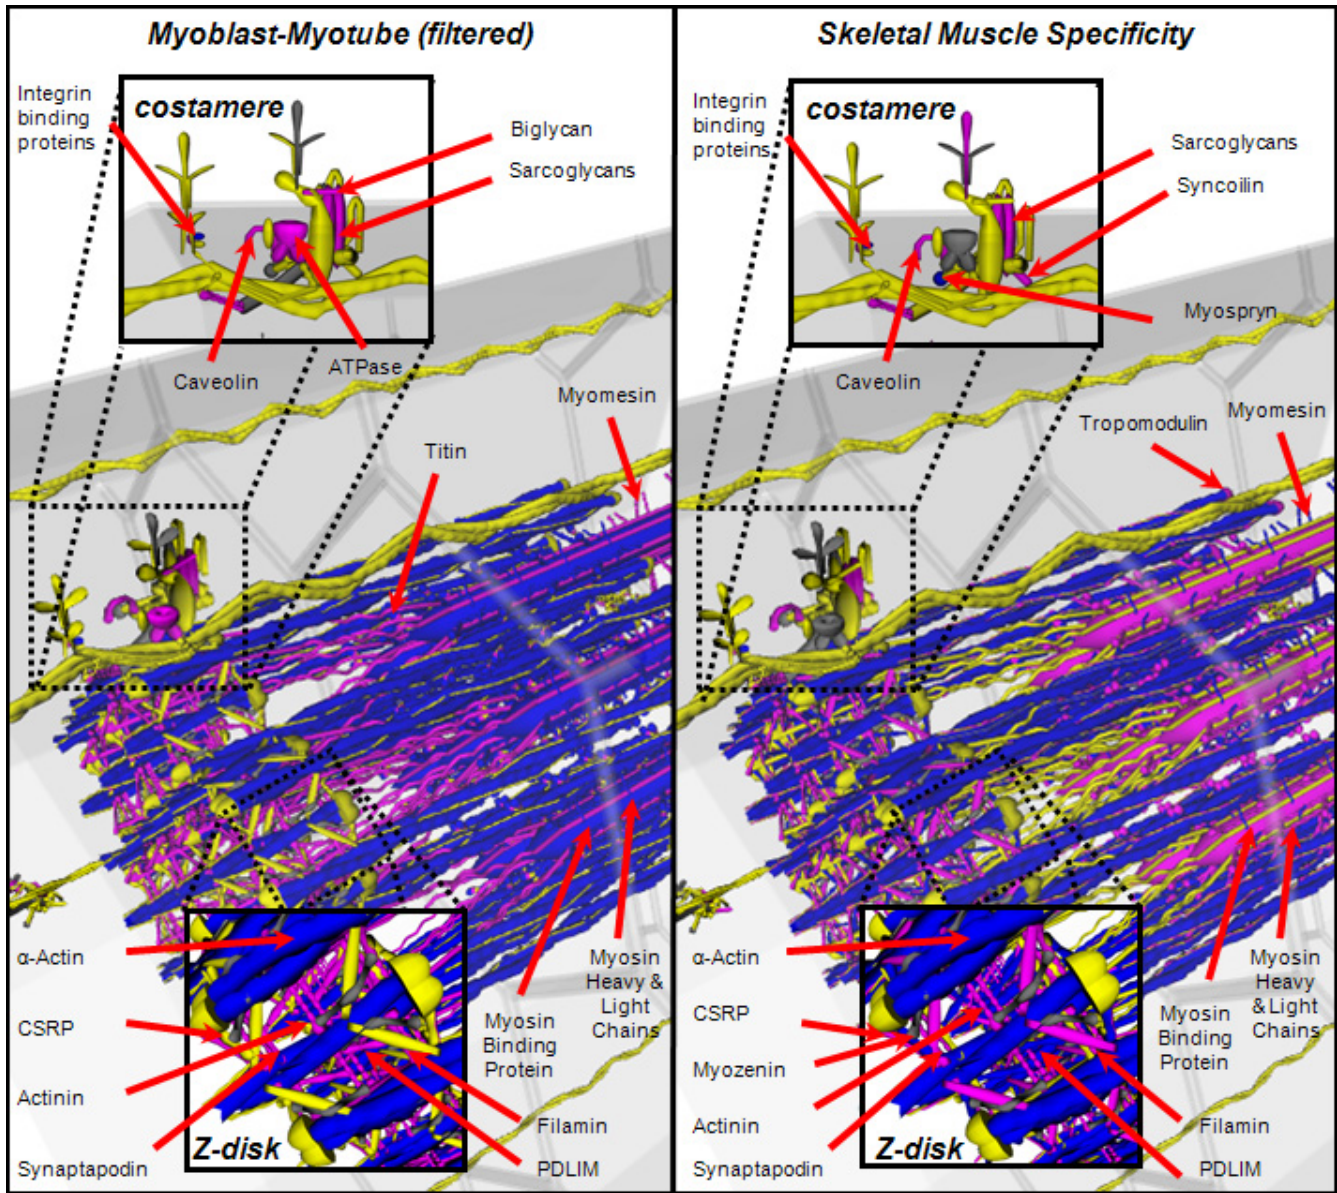 Myoblast-Myotube (filtered)
costamere
Integrin
binding
proteins
Biglycan
Sarcoglycans
Caveolin
ATPase
Myomesin
Titin
α-Actin
CSRP
Actinin
Synaptapodin
Z-disk
Myosin
Binding
Protein
Myosin
Heavy &
Light
Chains
Filamin
PDLIM
Skeletal Muscle Specificity
costamere
Integrin
binding
proteins
Sarcoglycans
Syncoilin
Myospryn
Caveolin
Tropomodulin
Myomesin
α-Actin
CSRP
Myozenin
Actinin
Synaptapodin
Z-disk
Myosin
Binding
Protein
Myosin
Heavy
& Light
Chains
Filamin
PDLIM